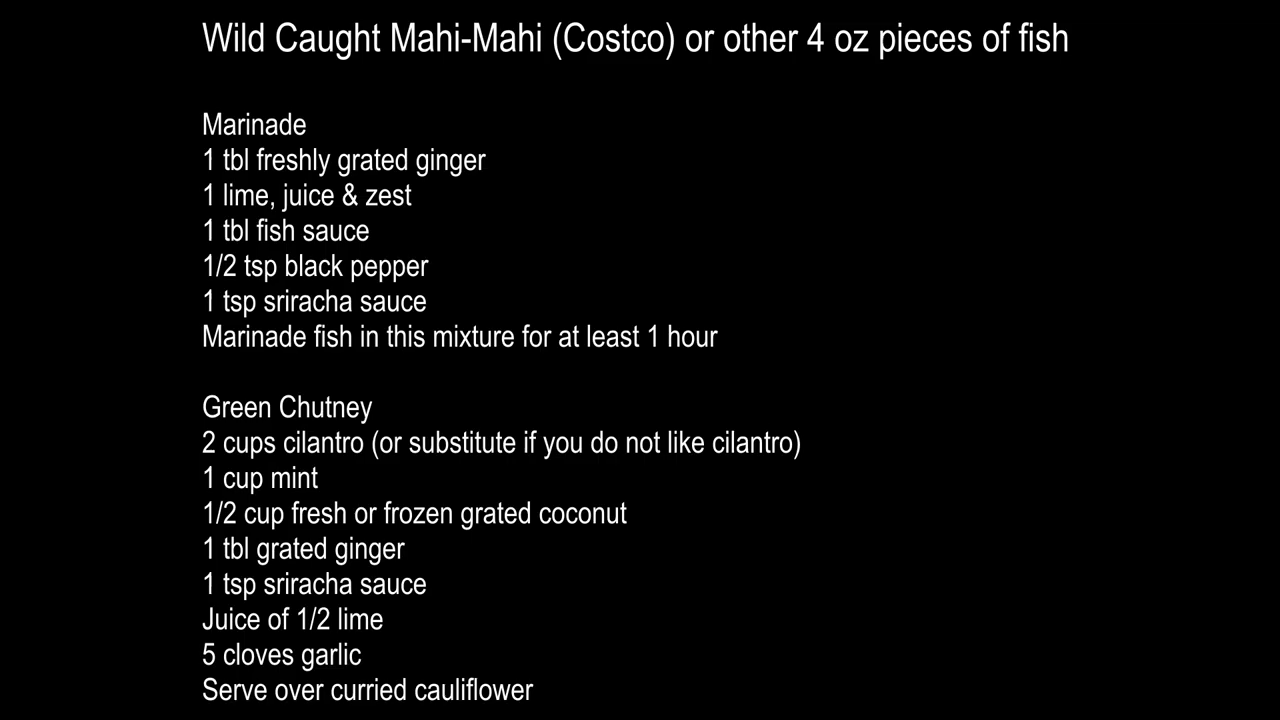 Wild Caught Mahi-Mahi (Costco) or other 4 oz pieces of fish
Marinade
1 tbl freshly grated ginger
1 lime, juice & zest
1 tbl fish sauce
1/2 tsp black pepper
1 tsp sriracha sauce
Marinade fish in this mixture for at least 1 hour
Green Chutney
2 cups cilantro (or substitute if you do not like cilantro)
1 cup mint
1/2 cup fresh or frozen grated coconut
1 tbl grated ginger
1 tsp sriracha sauce
Juice of 1/2 lime
5 cloves garlic
Serve over curried cauliflower